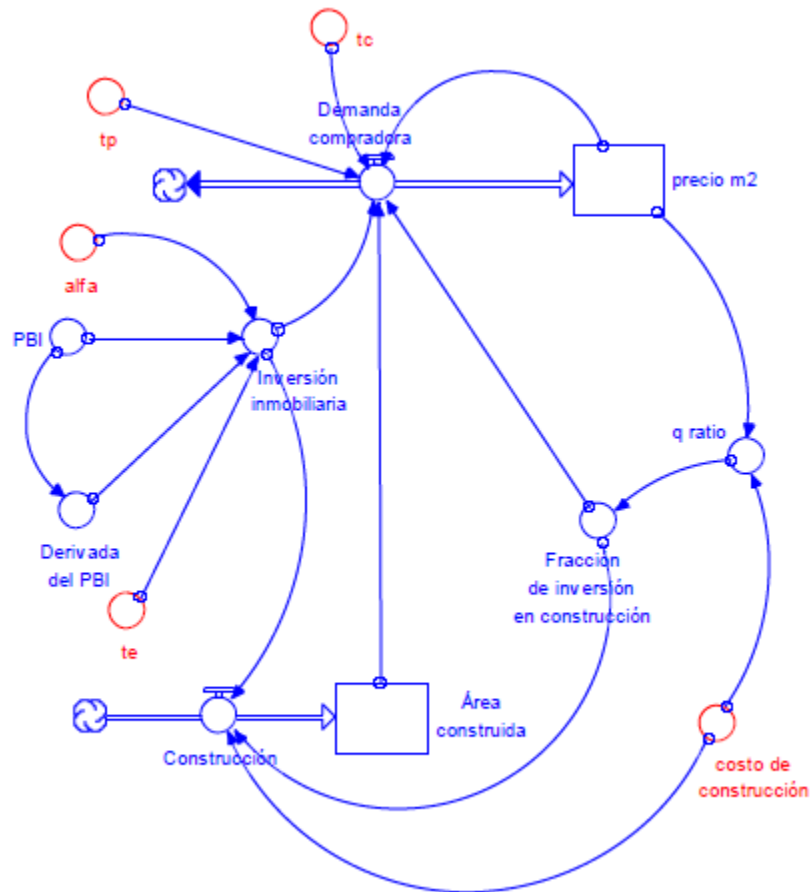 tc
Demanda
compradora
tp
precio m2
alfa
PBI
Inversión
inmobiliaria
q ratio
Derivada
del PBI
Fracción
de inversión
en construcción
te
Área
construida
Construcción
costo de
construcción